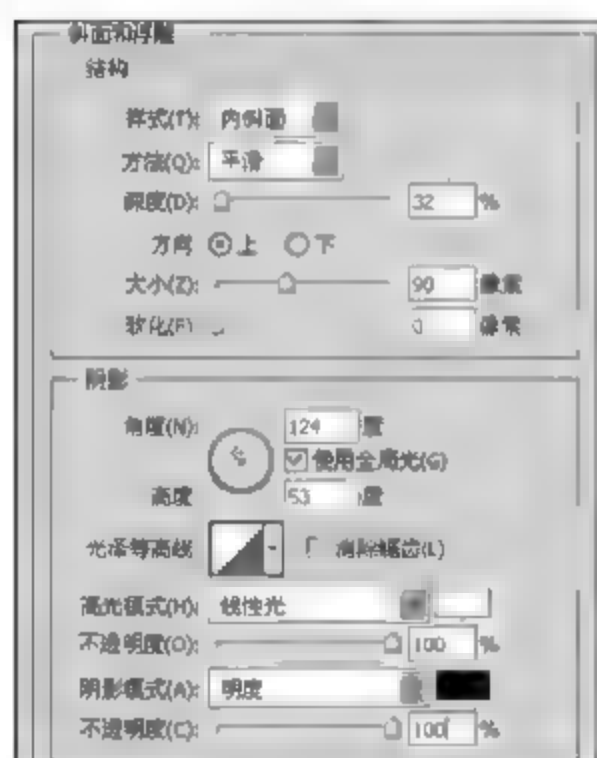 斜面和浮雕
结构
样式(T): 内斜面
方法(Q): 平滑
深度(D): 32 %
方向 上 下
大小(Z): 90 像素
软化(F) 0 像素
阴影
角度(N): 124 度
使用全局光(G)
高度 53 度
光泽等高线 消除锯齿(L)
高光模式(H): 线性光
不透明度(O): 100 %
阴影模式(A): 明度
不透明度(C): 100 %